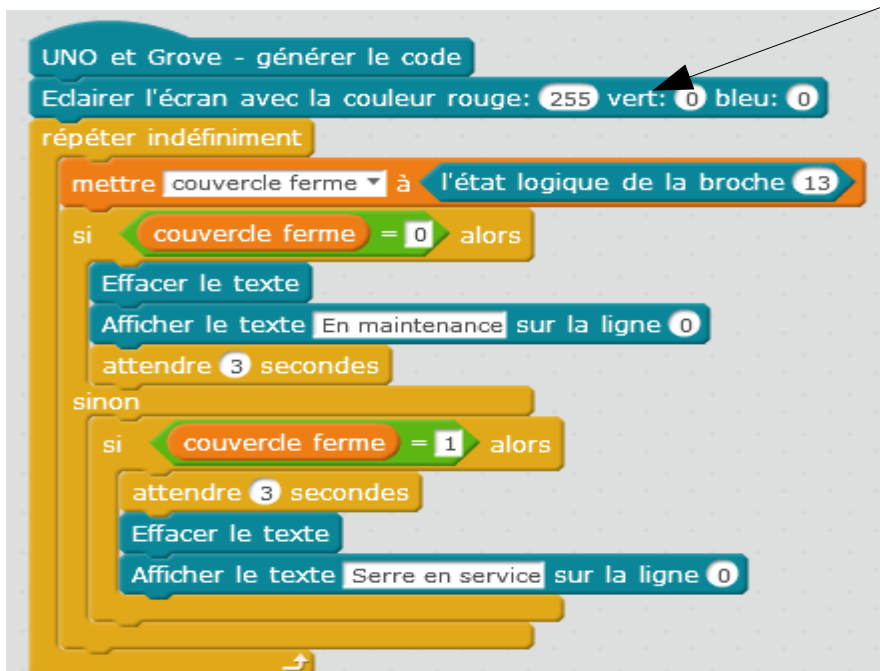 UNO et Grove - générer le code
Eclairer l'écran avec la couleur rouge: 255 vert: 0 bleu: 0
répéter indéfiniment
mettre couvercle ferme à l'état logique de la broche 13
si couvercle ferme = 0 alors
Effacer le texte
Afficher le texte En maintenance sur la ligne 0
attendre 3 secondes
sinon
si couvercle ferme = 1 alors
attendre 3 secondes
Effacer le texte
Afficher le texte Serre en service sur la ligne 0